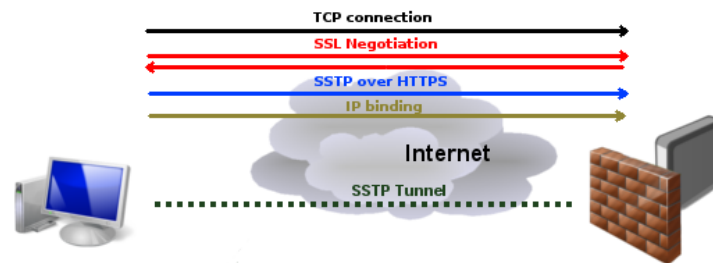 TCP connection
SSL Negotiation
SSTP over HTTPS
IP binding
Internet
SSTP Tunnel